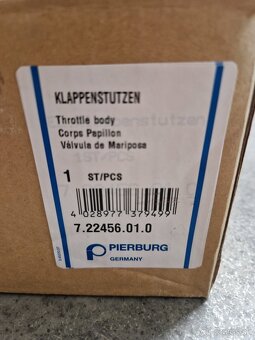 KLAPPENSTUTZEN
Throttle body
Corps Papillon
Válvula de Mariposa
1 ST/PCS
4 028977 379499
7.22456.01.0
PIERBURG
GERMANY